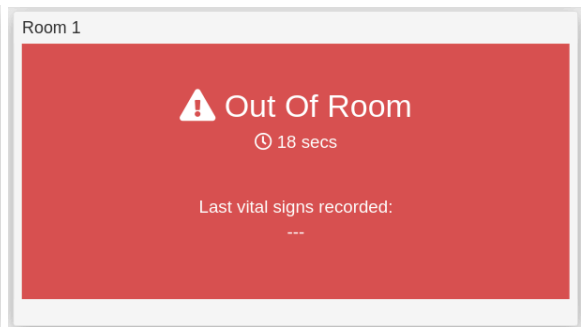 Room 1
Out Of Room
18 secs
Last vital signs recorded:
---